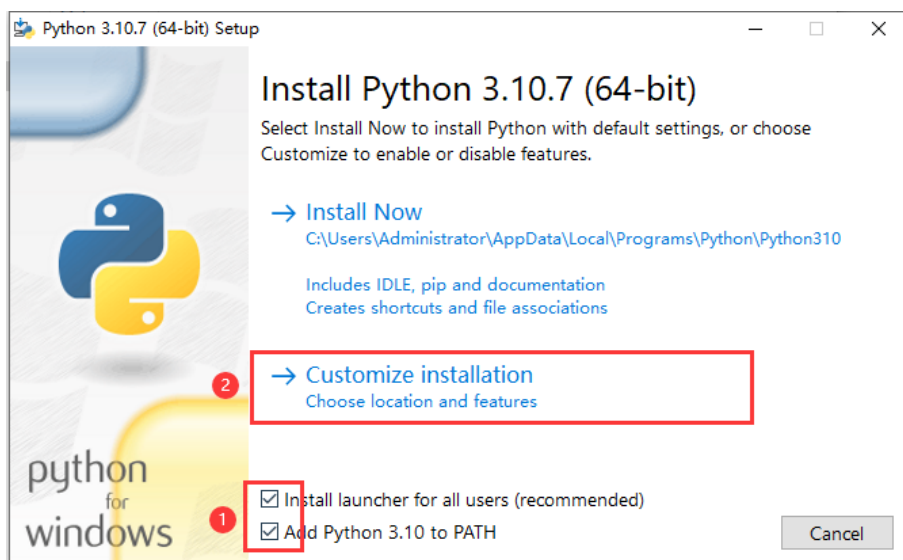 Python 3.10.7 (64-bit) Setup
Install Python 3.10.7 (64-bit)
Select Install Now to install Python with default settings, or choose
Customize to enable or disable features.
→ Install Now
C:\Users\Administrator\AppData\Local\Programs\Python\Python310
Includes IDLE, pip and documentation
Creates shortcuts and file associations
2
→ Customize installation
Choose location and features
python
for
windows
1
Install launcher for all users (recommended)
Add Python 3.10 to PATH
Cancel